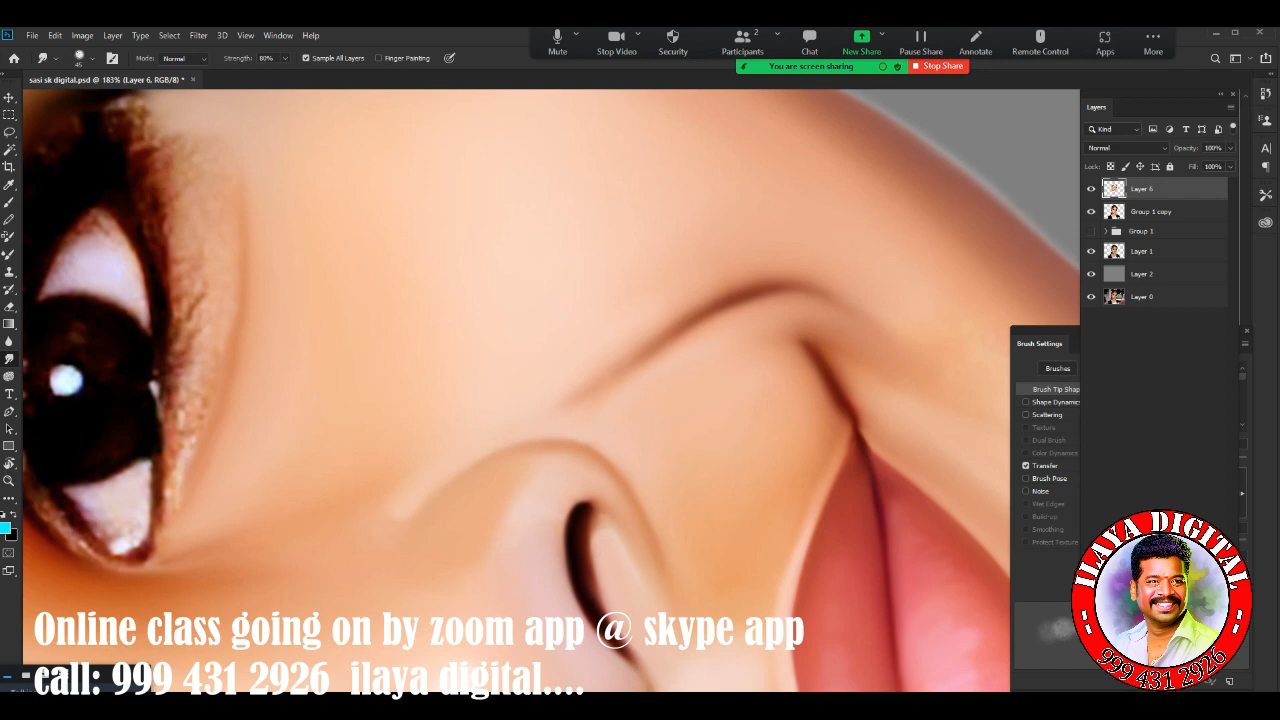 File Edit Image Layer Type Select Filter 3D View Window Help
Mute Stop Video Security Participants 2 Chat New Share Pause Share Annotate Remote Control Apps More
45 Mode: Normal Strength: 80% Sample All Layers Finger Painting
You are screen sharing Stop Share
sasi sk digital.psd @ 183% (Layer 6, RGB/8) *
Layers
Kind
Normal Opacity: 100%
Lock: Fill: 100%
Layer 6
Group 1 copy
Group 1
Layer 1
Layer 2
Layer 0
Brush Settings
Brushes
Brush Tip Shap
Shape Dynamics
Scattering
Texture
Dual Brush
Color Dynamics
Transfer
Brush Pose
Noise
Wet Edges
Build-up
Smoothing
Protect Texture
ILAYA DIGITAL
999 431 2926
Online class going on by zoom app @ skype app
call: 999 431 2926 ilaya digital....